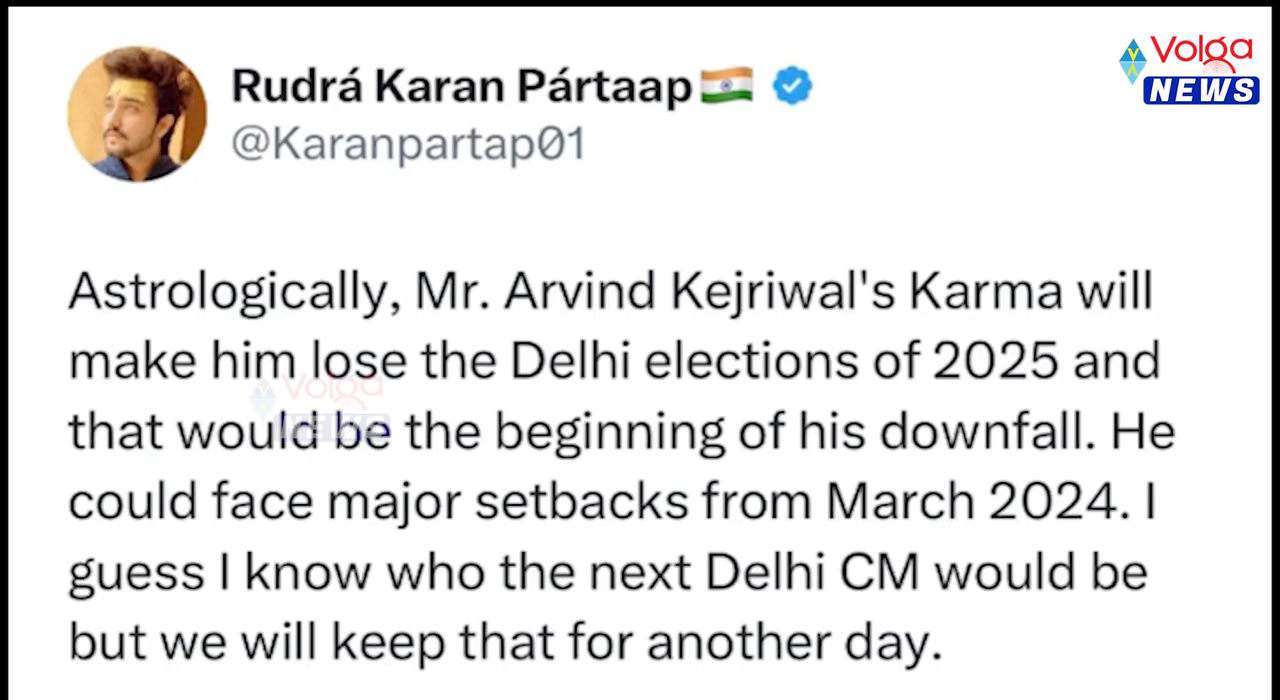 Volga
NEWS
Rudrá Karan Pártaap🇮🇳
@Karanpartap01
Astrologically, Mr. Arvind Kejriwal's Karma will
make him lose the Delhi elections of 2025 and
that would be the beginning of his downfall. He
could face major setbacks from March 2024. I
guess I know who the next Delhi CM would be
but we will keep that for another day.
Volga
NEWS